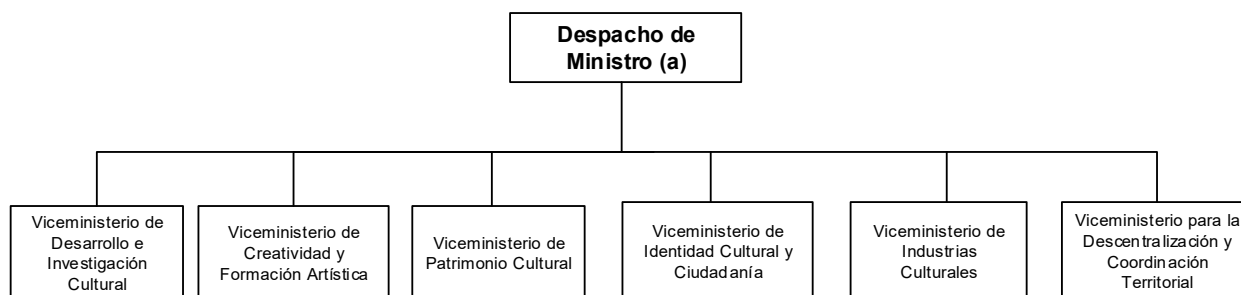 Despacho de
Ministro (a)
Viceministerio de
Desarrollo e
Investigación
Cultural
Viceministerio de
Creatividad y
Formación Artística
Viceministerio de
Patrimonio Cultural
Viceministerio de
Identidad Cultural y
Ciudadanía
Viceministerio de
Industrias
Culturales
Viceministerio para la
Descentralización y
Coordinación
Territorial